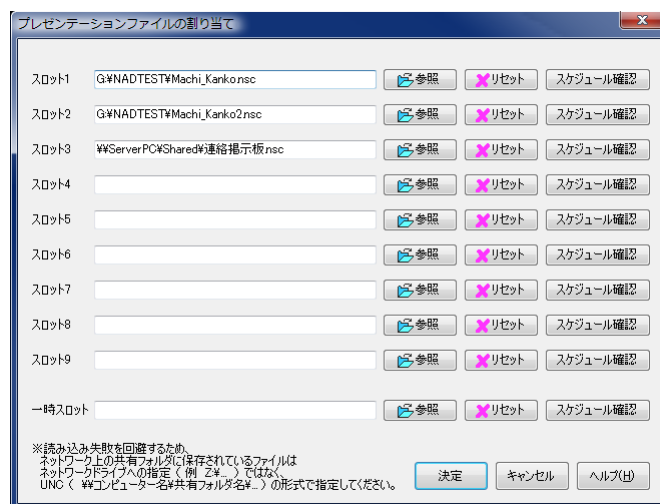 プレゼンテーションファイルの割り当て
スロット1 G:¥NADTEST¥Machi_Kanko.nsc 参照 リセット スケジュール確認
スロット2 G:¥NADTEST¥Machi_Kanko2.nsc 参照 リセット スケジュール確認
スロット3 ¥¥ServerPC¥Shared¥連絡掲示板.nsc 参照 リセット スケジュール確認
スロット4 参照 リセット スケジュール確認
スロット5 参照 リセット スケジュール確認
スロット6 参照 リセット スケジュール確認
スロット7 参照 リセット スケジュール確認
スロット8 参照 リセット スケジュール確認
スロット9 参照 リセット スケジュール確認
一時スロット 参照 リセット スケジュール確認
※読み込み失敗を回避するため、
ネットワーク上の共有フォルダに保存されているファイルは
ネットワークドライブへの指定（例 Z:¥...）ではなく、
UNC（ ¥¥コンピューター名¥共有フォルダ名¥...）の形式で指定してください。
決定 キャンセル ヘルプ(H)